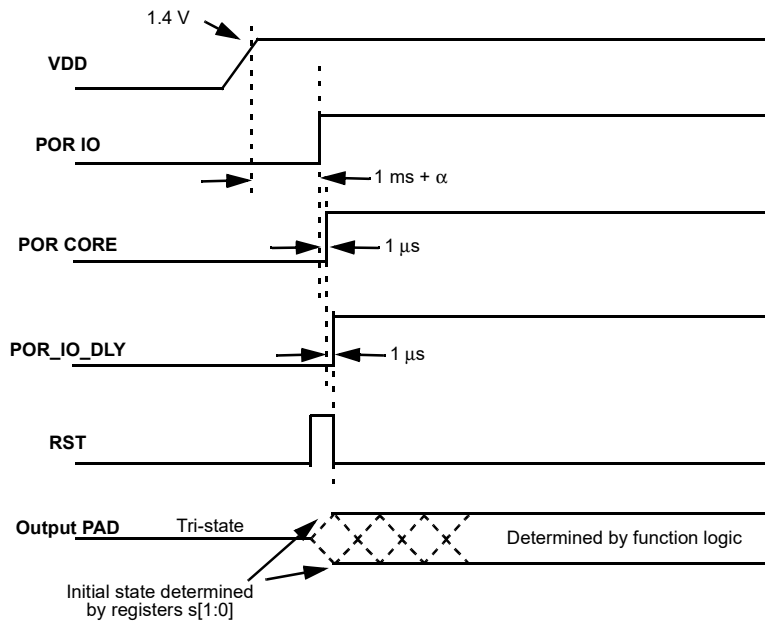 1.4 V
VDD
POR IO
1 ms + α
POR CORE
1 μs
POR_IO_DLY
1 μs
RST
Output PAD
Tri-state
Determined by function logic
Initial state determined
by registers s[1:0]